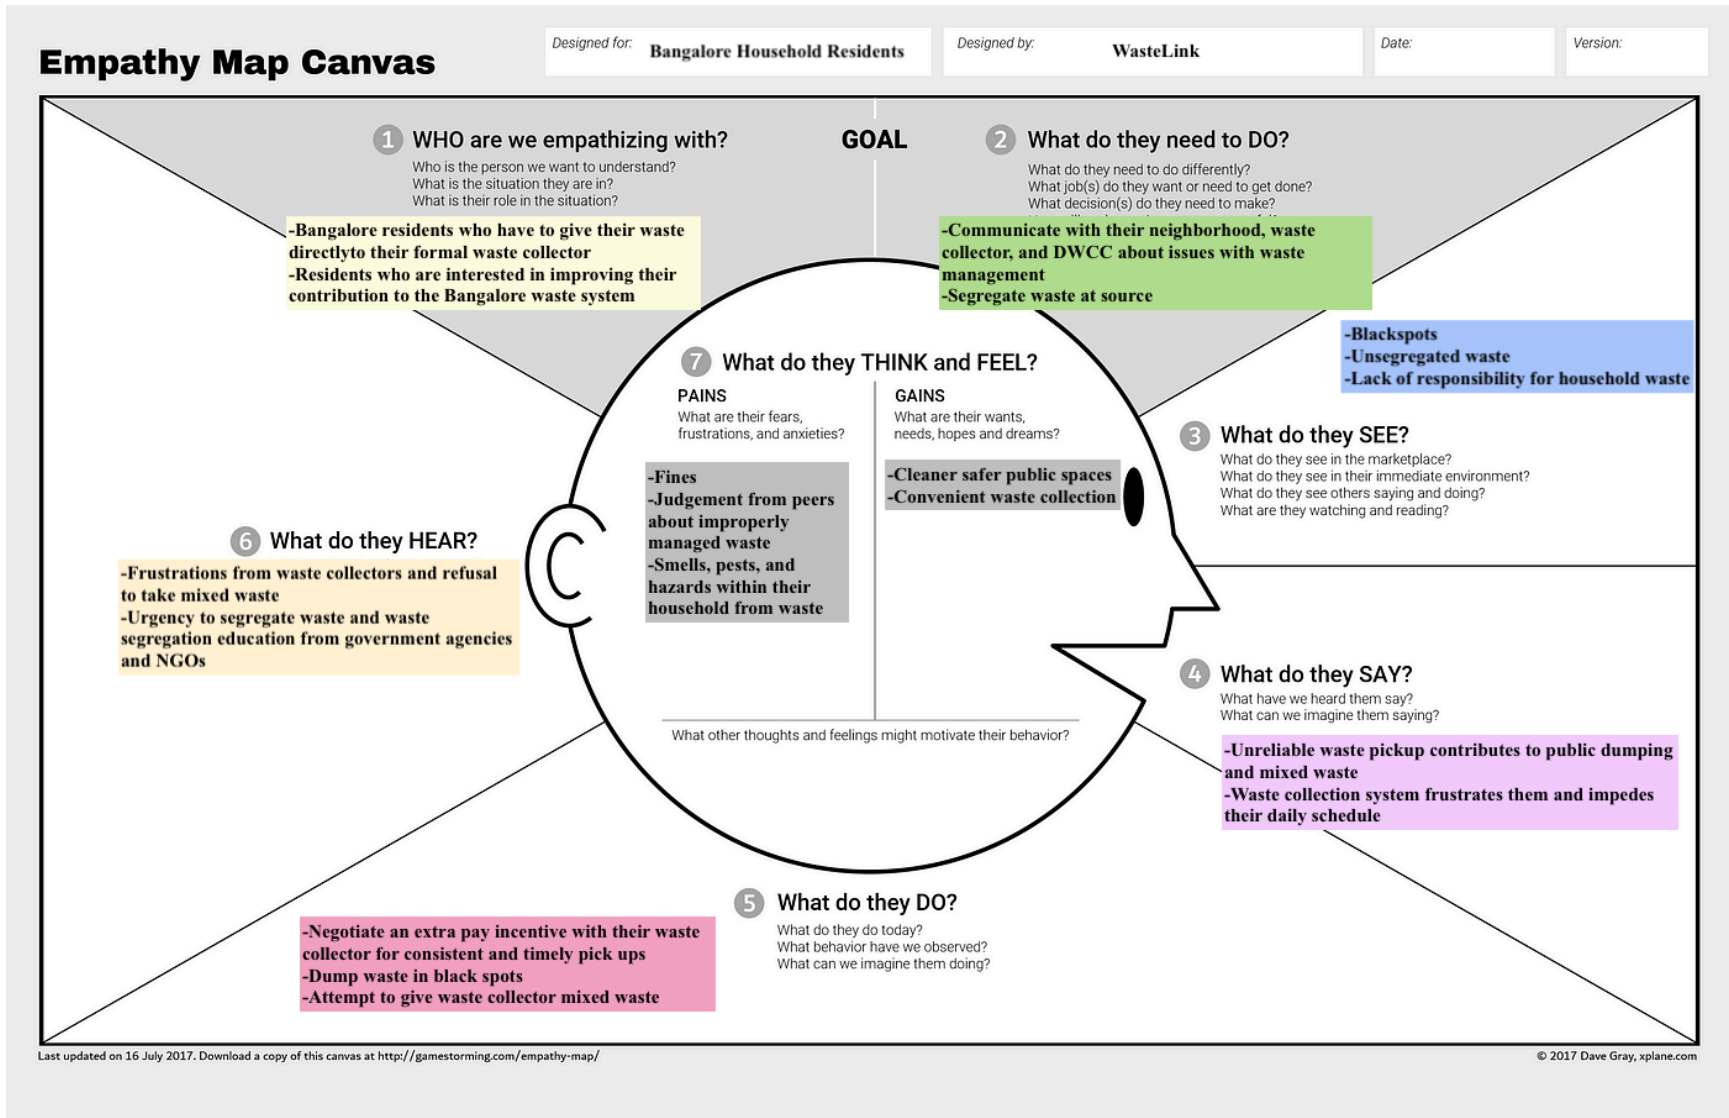 Empathy Map Canvas
Designed for:
Bangalore Household Residents
Designed by:
WasteLink
Date:
Version:
1 WHO are we empathizing with?
Who is the person we want to understand?
What is the situation they are in?
What is their role in the situation?
-Bangalore residents who have to give their waste
directlyto their formal waste collector
-Residents who are interested in improving their
contribution to the Bangalore waste system
GOAL
2 What do they need to DO?
What do they need to do differently?
What job(s) do they want or need to get done?
What decision(s) do they need to make?
-Communicate with their neighborhood, waste
collector, and DWCC about issues with waste
management
-Segregate waste at source
-Blackspots
-Unsegregated waste
-Lack of responsibility for household waste
3 What do they SEE?
What do they see in the marketplace?
What do they see in their immediate environment?
What do they see others saying and doing?
What are they watching and reading?
4 What do they SAY?
What have we heard them say?
What can we imagine them saying?
-Unreliable waste pickup contributes to public dumping
and mixed waste
-Waste collection system frustrates them and impedes
their daily schedule
5 What do they DO?
What do they do today?
What behavior have we observed?
What can we imagine them doing?
-Negotiate an extra pay incentive with their waste
collector for consistent and timely pick ups
-Dump waste in black spots
-Attempt to give waste collector mixed waste
6 What do they HEAR?
-Frustrations from waste collectors and refusal
to take mixed waste
-Urgency to segregate waste and waste
segregation education from government agencies
and NGOs
7 What do they THINK and FEEL?
PAINS
What are their fears,
frustrations, and anxieties?
-Fines
-Judgement from peers
about improperly
managed waste
-Smells, pests, and
hazards within their
household from waste
GAINS
What are their wants,
needs, hopes and dreams?
-Cleaner safer public spaces
-Convenient waste collection
What other thoughts and feelings might motivate their behavior?
Last updated on 16 July 2017. Download a copy of this canvas at http://gamestorming.com/empathy-map/
© 2017 Dave Gray, xplane.com